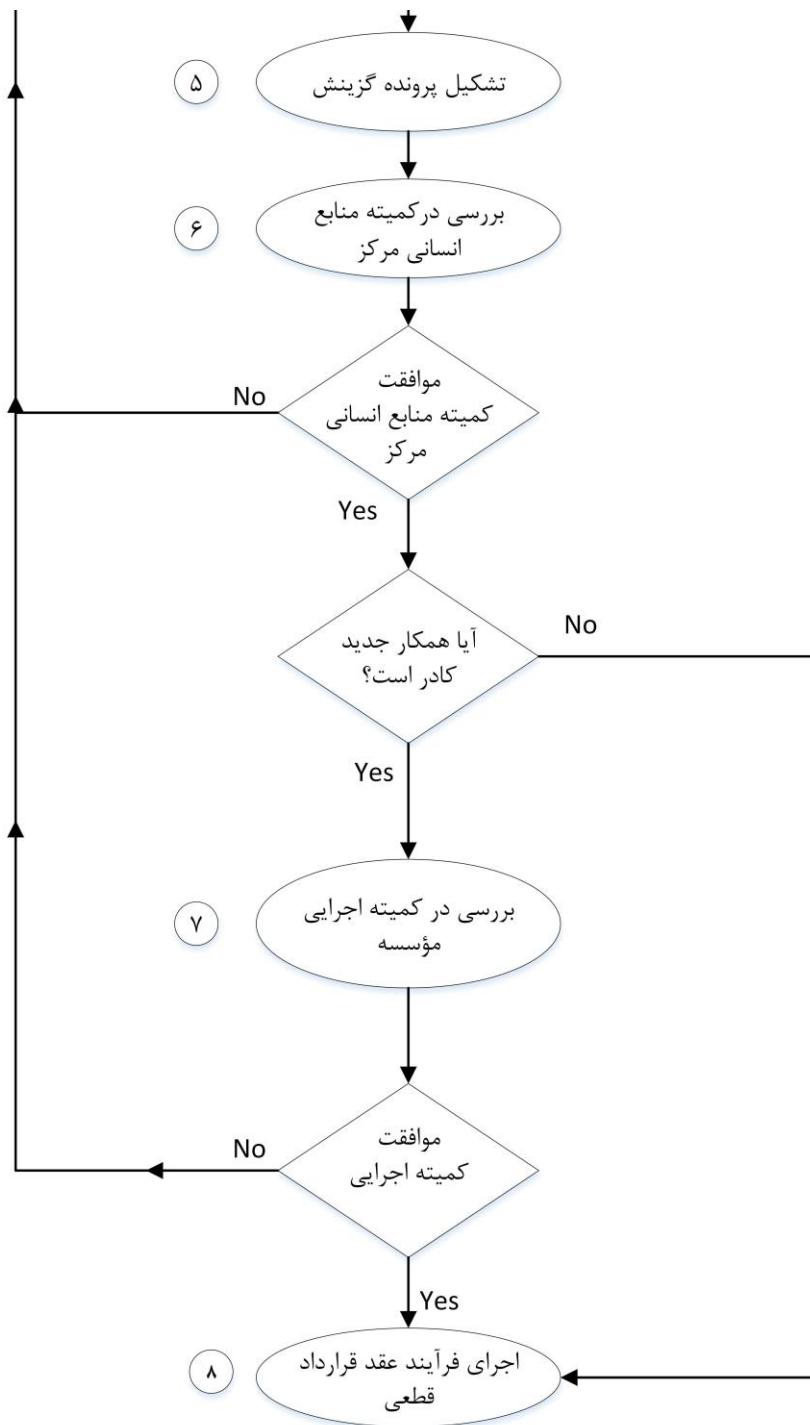 ۵
تشکیل پرونده گزینش
۶
بررسی درکمیته منابع
انسانی مرکز
موافقت
کمیته منابع انسانی
مرکز
No
Yes
آیا همکار جدید
کادر است؟
No
Yes
۷
بررسی در کمیته اجرایی
مؤسسه
موافقت
کمیته اجرایی
No
Yes
۸
اجرای فرآیند عقد قرارداد
قطعی